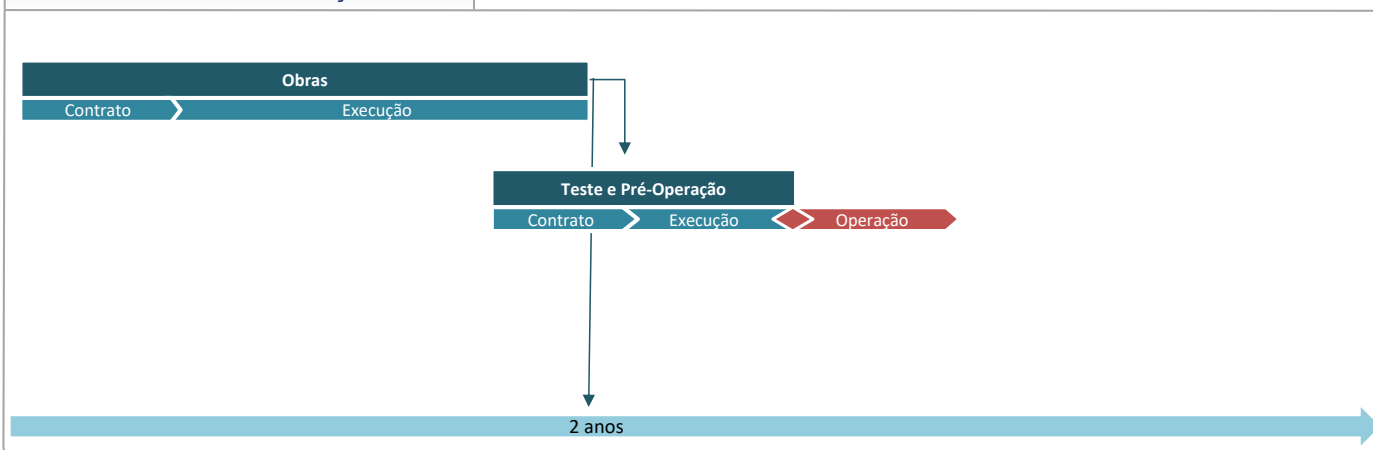 Obras
Contrato Execução
Teste e Pré-Operação
Contrato Execução Operação
2 anos